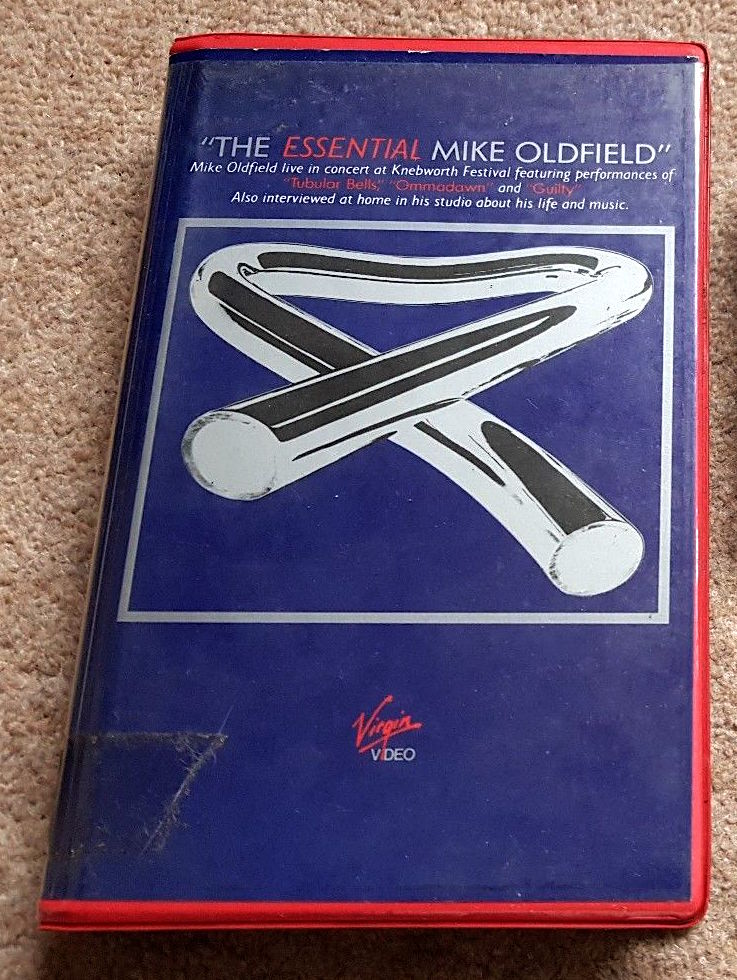 "THE ESSENTIAL MIKE OLDFIELD"
Mike Oldfield live in concert at Knebworth Festival featuring performances of
"Tubular Bells," "Ommadawn" and "Guilty"
Also interviewed at home in his studio about his life and music.
Virgin
VIDEO